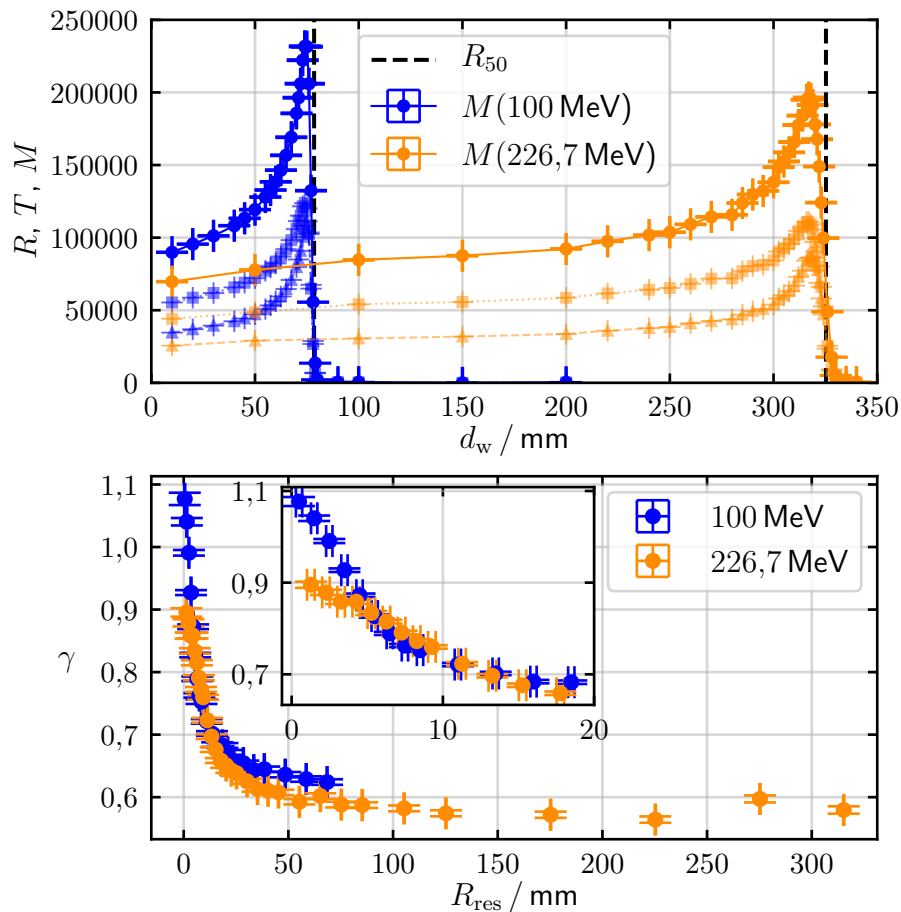 250000
200000
150000
100000
50000
0
R, T, M
R50
M(100 MeV)
M(226,7 MeV)
0 50 100 150 200 250 300 350
dw / mm
1,1
1,0
0,9
0,8
0,7
0,6
γ
1,1
0,9
0,7
0 10 20
100 MeV
226,7 MeV
0 50 100 150 200 250 300
Rres / mm